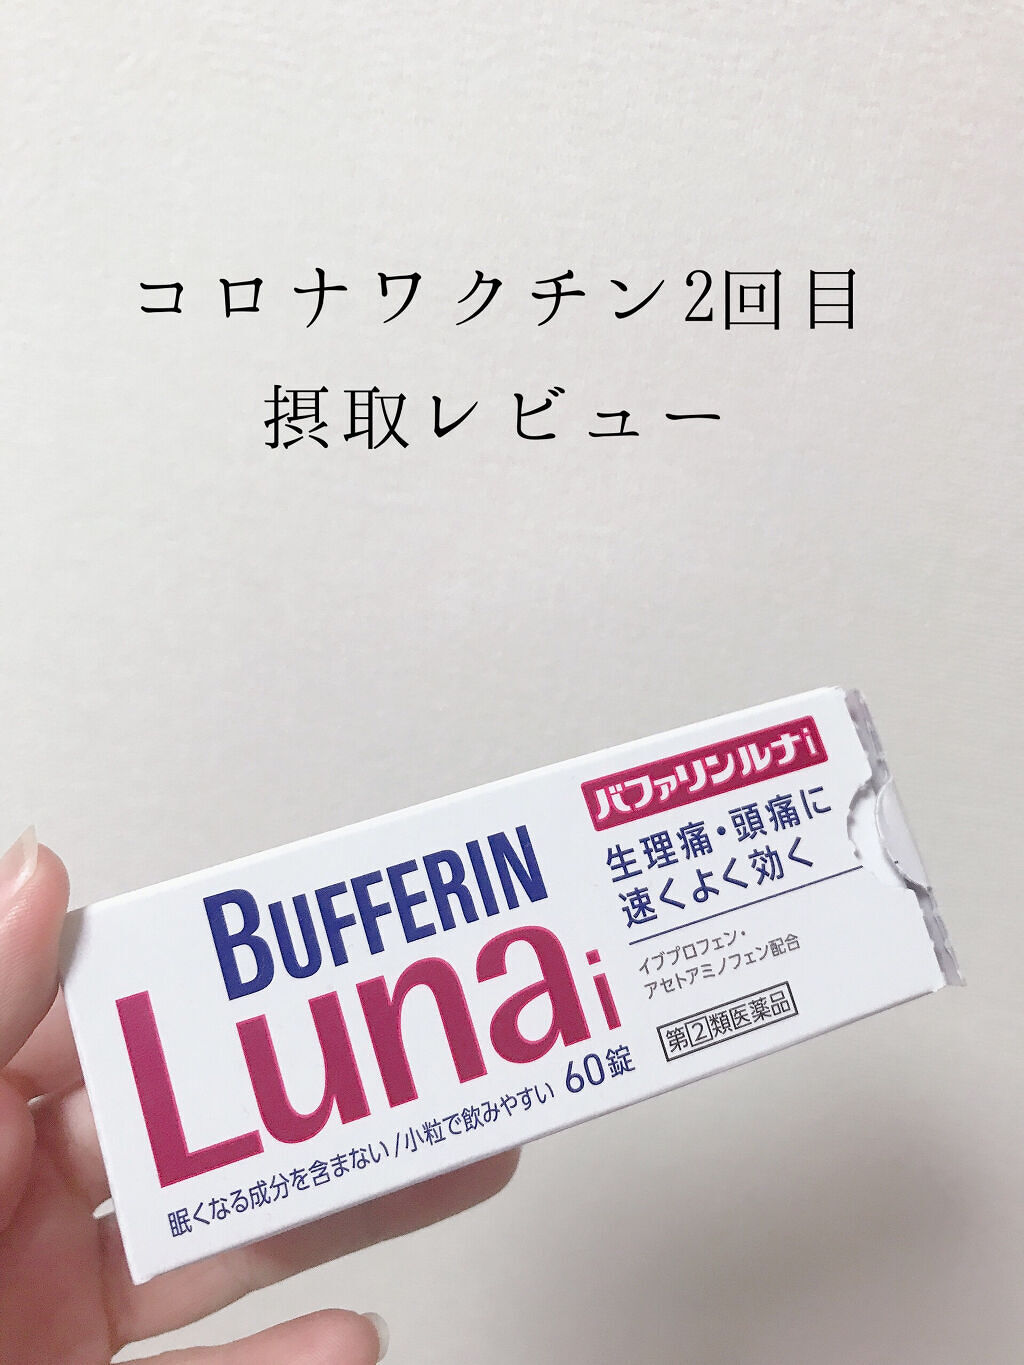 コロナワクチン2回目
摂取レビュー
バファリンルナi
生理痛・頭痛に
速くよく効く
イブプロフェン・
アセトアミノフェン配合
第②類医薬品
BUFFERIN
Lunai
60錠
眠くなる成分を含まない/小粒で飲みやすい